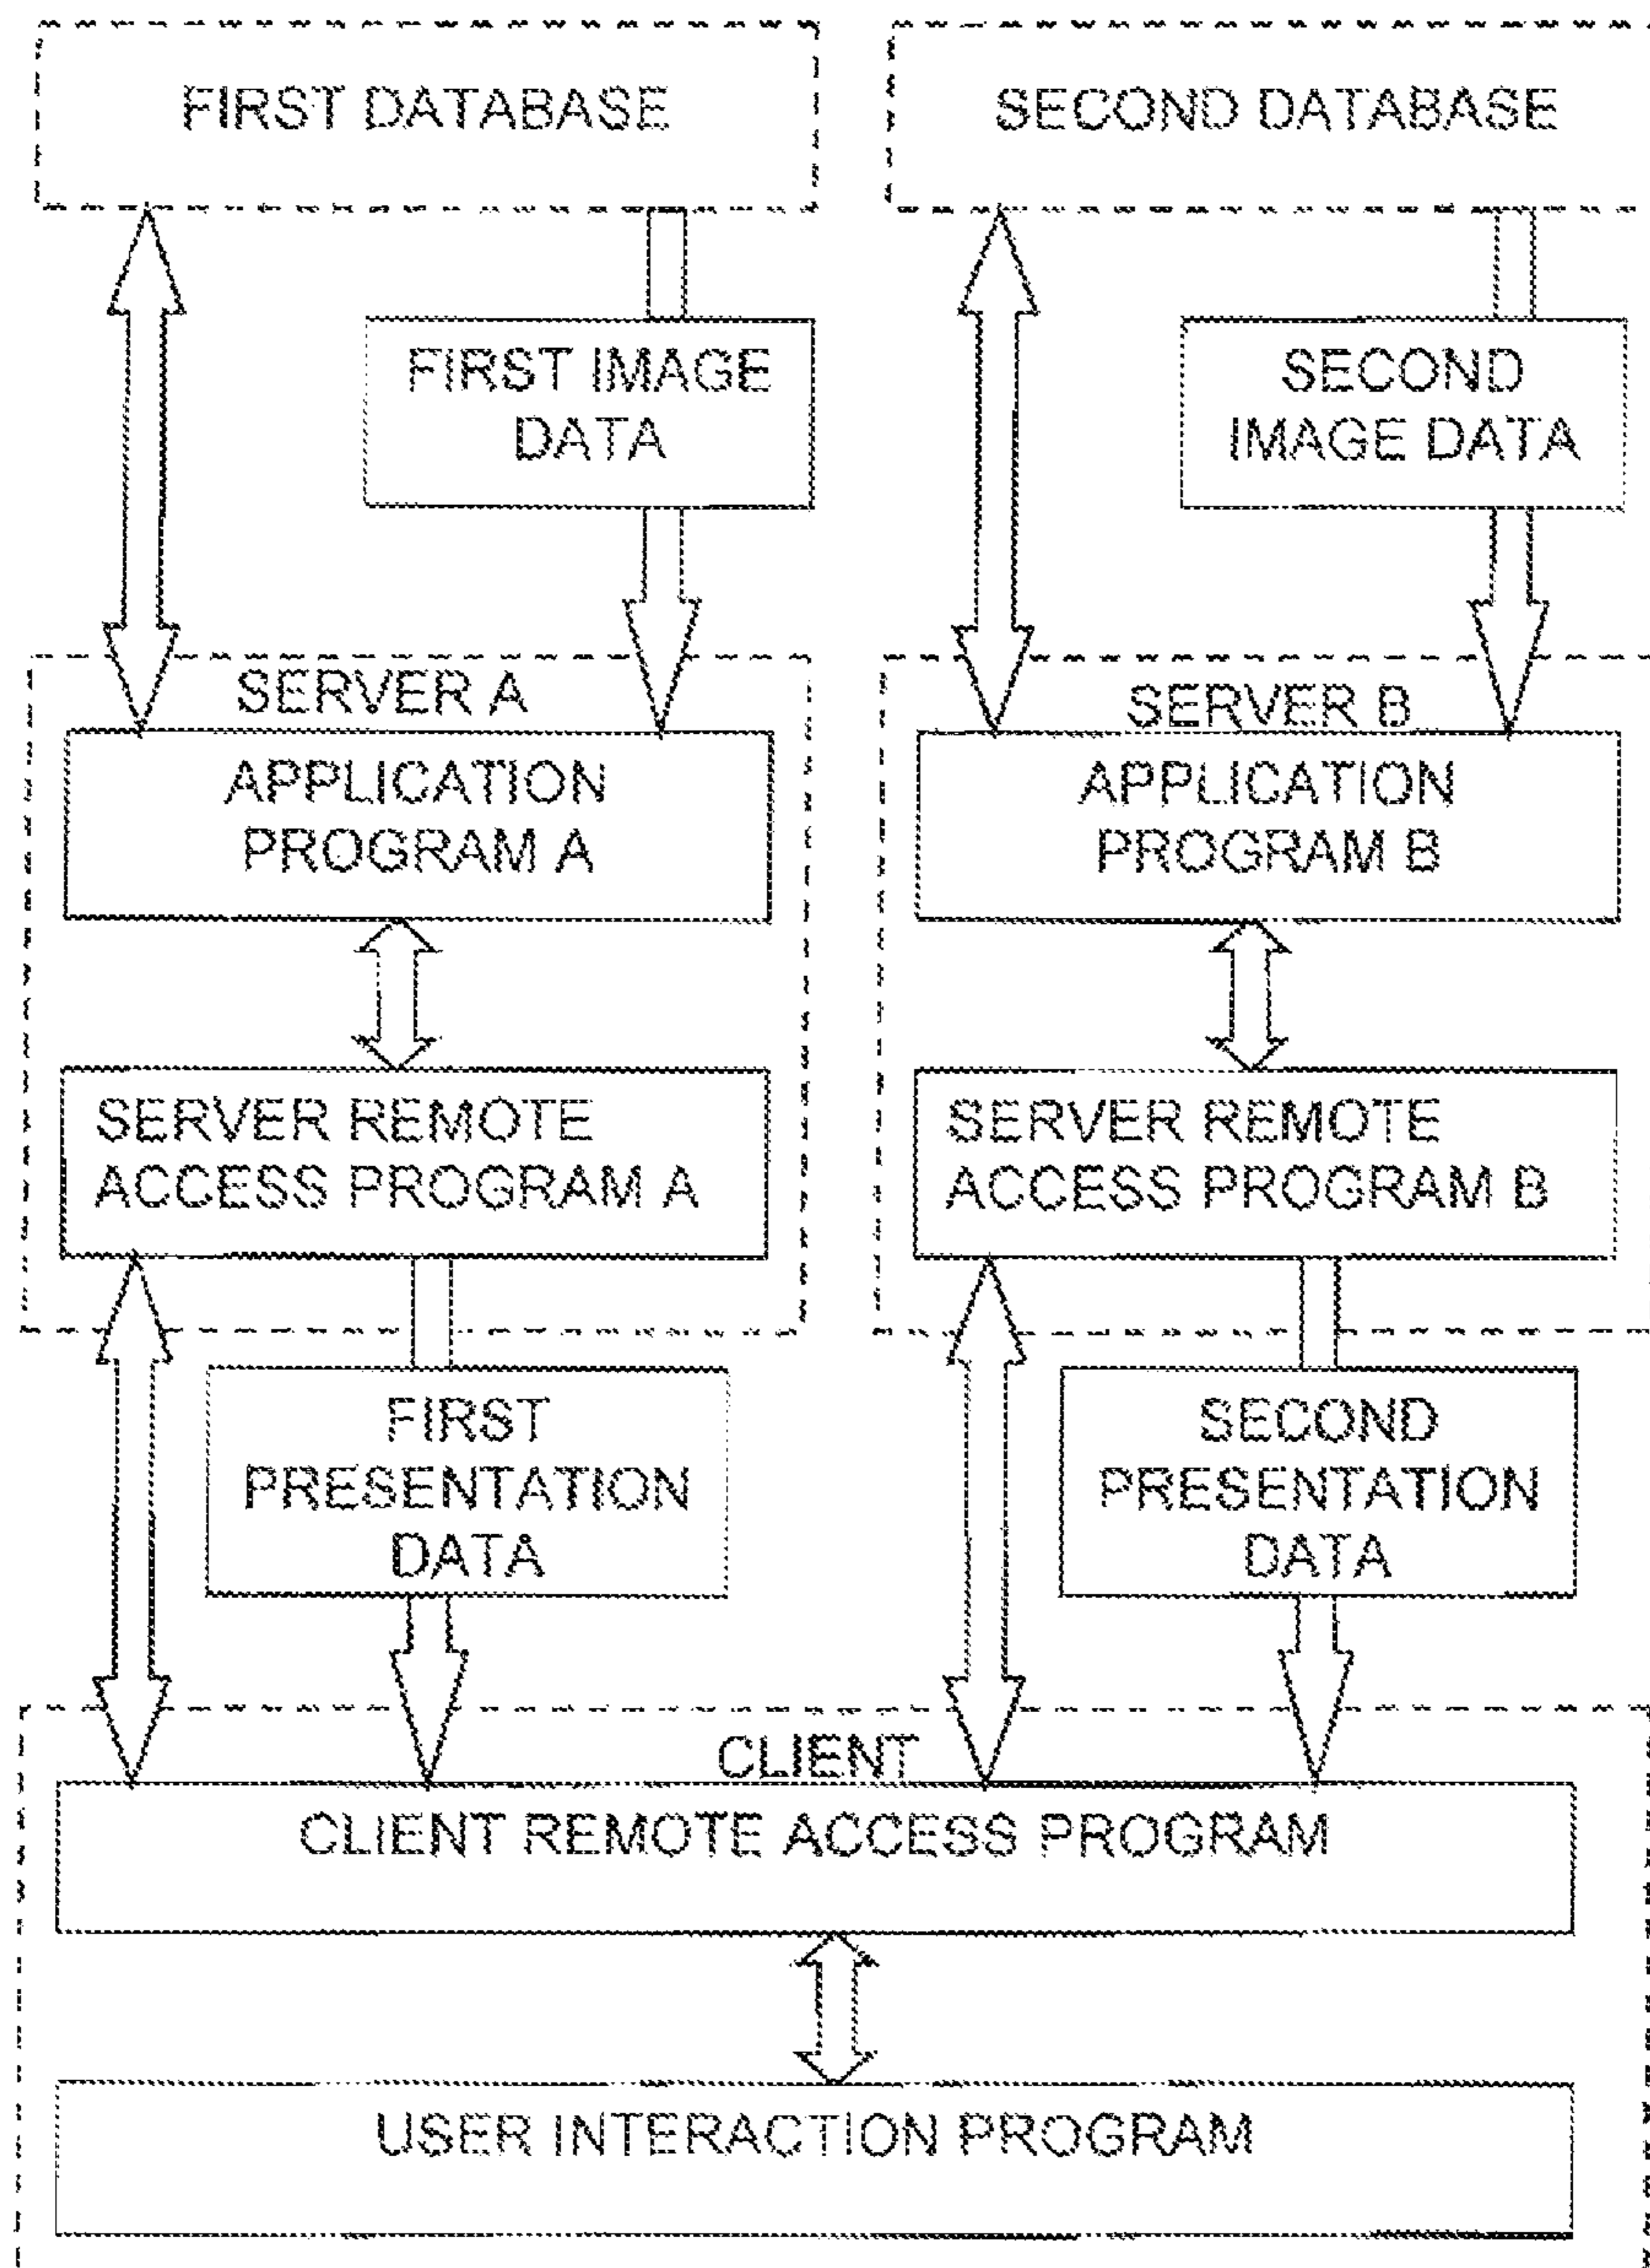 FIRST DATABASE
SECOND DATABASE
FIRST IMAGE
DATA
SECOND
IMAGE DATA
SERVER A
SERVER B
APPLICATION
PROGRAM A
APPLICATION
PROGRAM B
SERVER REMOTE
ACCESS PROGRAM A
SERVER REMOTE
ACCESS PROGRAM B
FIRST
PRESENTATION
DATA
SECOND
PRESENTATION
DATA
CLIENT
CLIENT REMOTE ACCESS PROGRAM
USER INTERACTION PROGRAM